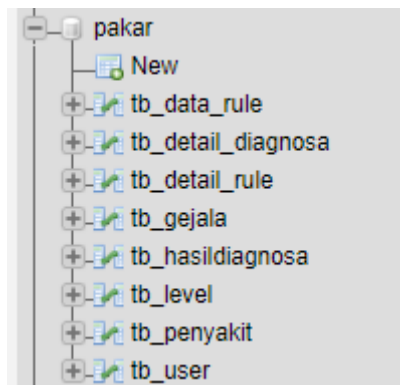 pakar
New
tb_data_rule
tb_detail_diagnosa
tb_detail_rule
tb_gejala
tb_hasildiagnosa
tb_level
tb_penyakit
tb_user